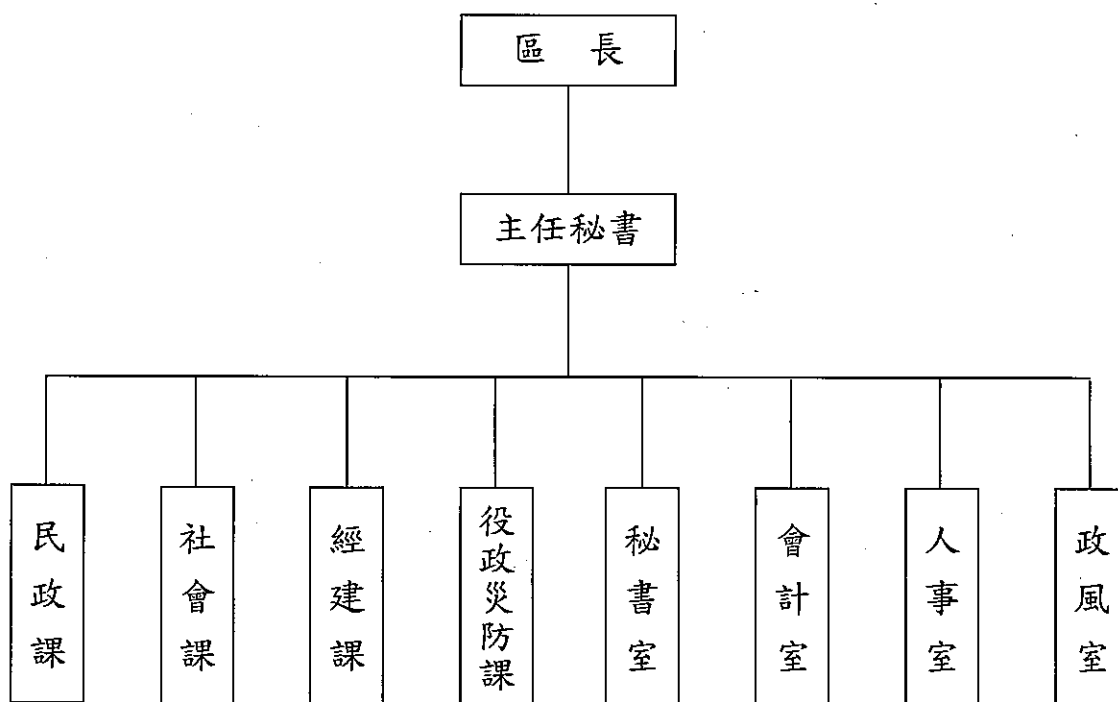 區 長
主任秘書
民政課
社會課
經建課
役政災防課
秘書室
會計室
人事室
政風室